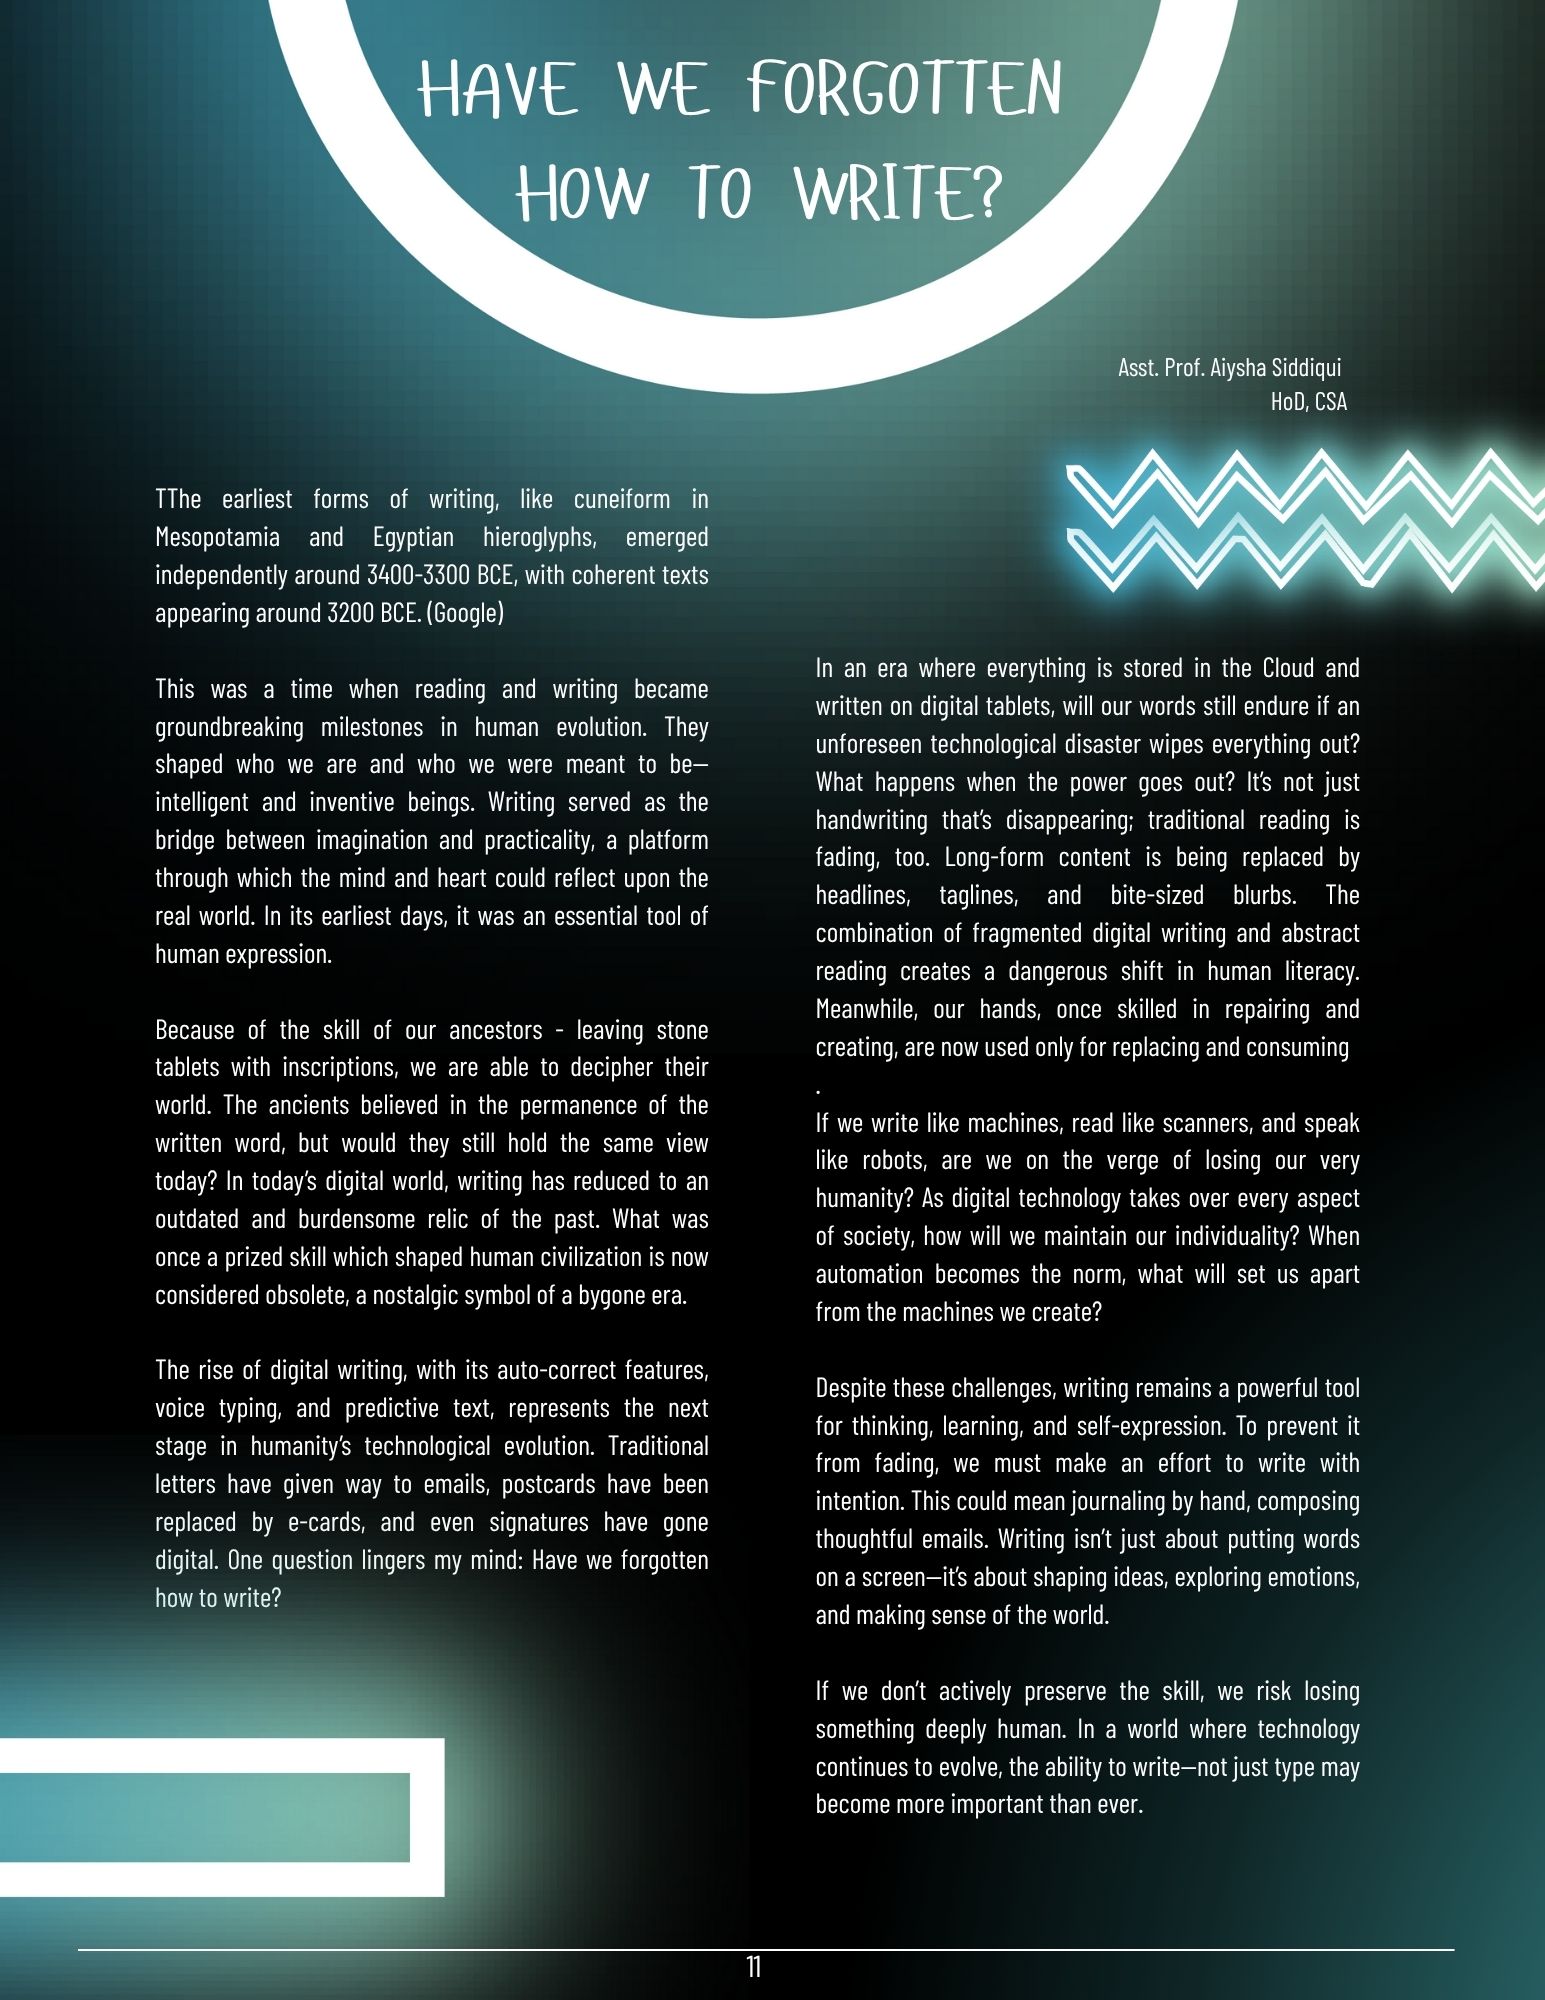 HAVE WE FORGOTTEN
HOW TO WRITE?
Asst. Prof. Aiysha Siddiqui
HoD, CSA
TThe earliest forms of writing, like cuneiform in
Mesopotamia and Egyptian hieroglyphs, emerged
independently around 3400-3300 BCE, with coherent texts
appearing around 3200 BCE. (Google)
This was a time when reading and writing became
groundbreaking milestones in human evolution. They
shaped who we are and who we were meant to be—
intelligent and inventive beings. Writing served as the
bridge between imagination and practicality, a platform
through which the mind and heart could reflect upon the
real world. In its earliest days, it was an essential tool of
human expression.
Because of the skill of our ancestors - leaving stone
tablets with inscriptions, we are able to decipher their
world. The ancients believed in the permanence of the
written word, but would they still hold the same view
today? In today’s digital world, writing has reduced to an
outdated and burdensome relic of the past. What was
once a prized skill which shaped human civilization is now
considered obsolete, a nostalgic symbol of a bygone era.
The rise of digital writing, with its auto-correct features,
voice typing, and predictive text, represents the next
stage in humanity’s technological evolution. Traditional
letters have given way to emails, postcards have been
replaced by e-cards, and even signatures have gone
digital. One question lingers my mind: Have we forgotten
how to write?
In an era where everything is stored in the Cloud and
written on digital tablets, will our words still endure if an
unforeseen technological disaster wipes everything out?
What happens when the power goes out? It’s not just
handwriting that’s disappearing; traditional reading is
fading, too. Long-form content is being replaced by
headlines, taglines, and bite-sized blurbs. The
combination of fragmented digital writing and abstract
reading creates a dangerous shift in human literacy.
Meanwhile, our hands, once skilled in repairing and
creating, are now used only for replacing and consuming
.
If we write like machines, read like scanners, and speak
like robots, are we on the verge of losing our very
humanity? As digital technology takes over every aspect
of society, how will we maintain our individuality? When
automation becomes the norm, what will set us apart
from the machines we create?
Despite these challenges, writing remains a powerful tool
for thinking, learning, and self-expression. To prevent it
from fading, we must make an effort to write with
intention. This could mean journaling by hand, composing
thoughtful emails. Writing isn’t just about putting words
on a screen—it’s about shaping ideas, exploring emotions,
and making sense of the world.
If we don’t actively preserve the skill, we risk losing
something deeply human. In a world where technology
continues to evolve, the ability to write—not just type may
become more important than ever.
11